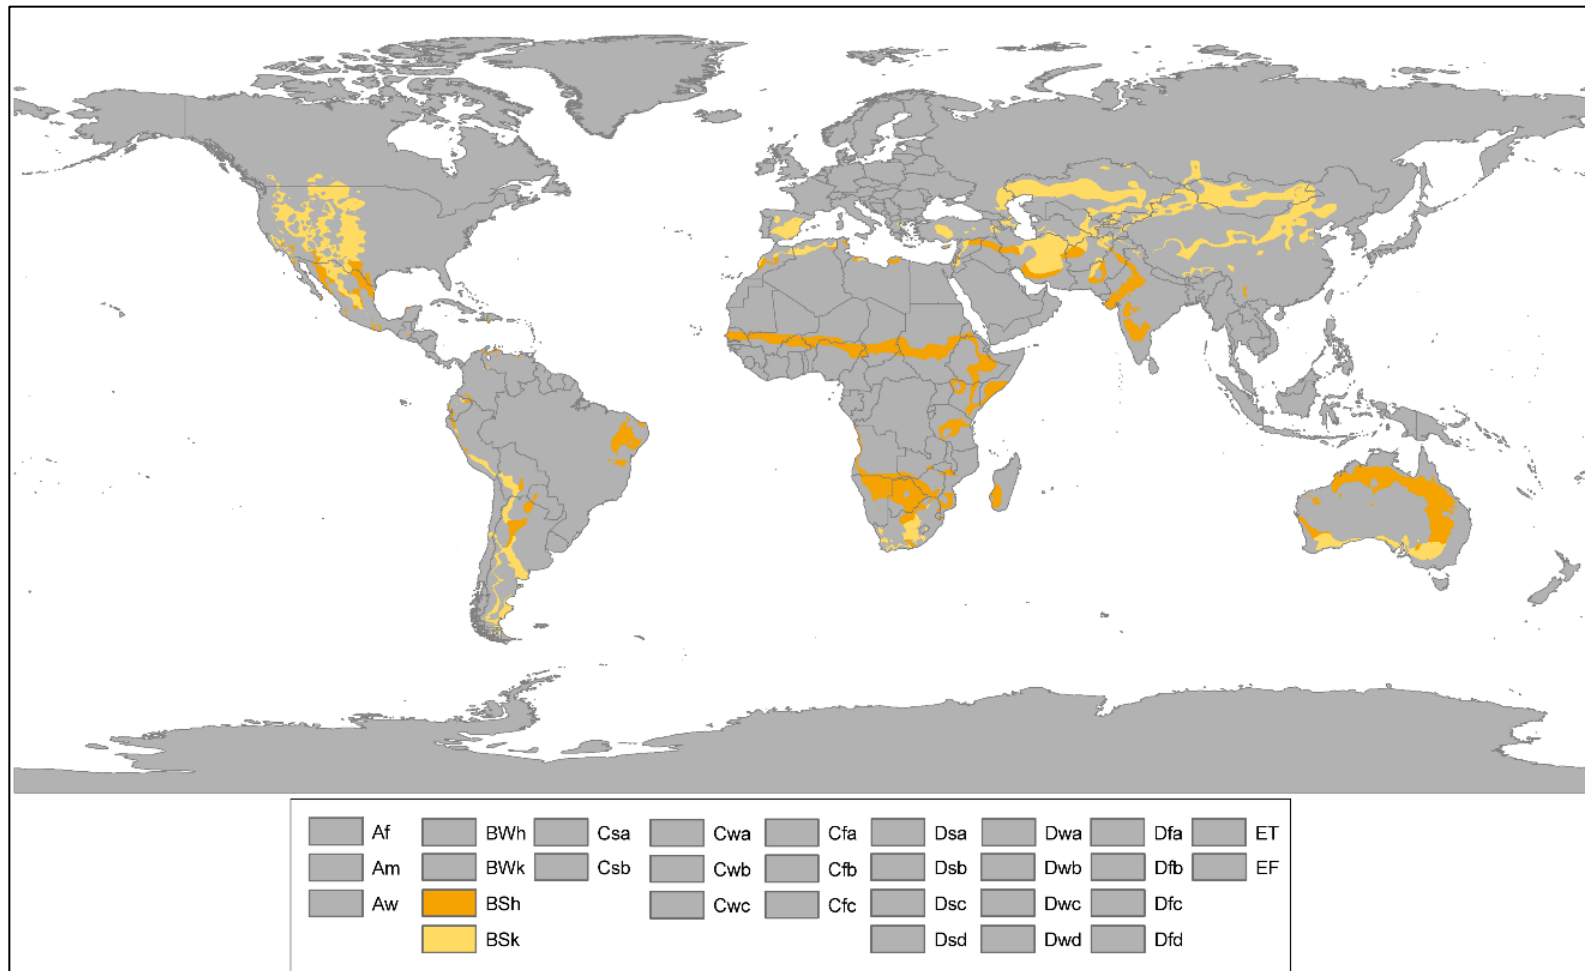 Af BWh Csa Cwa Cfa Dsa Dwa Dfa ET
Am BWk Csb Cwb Cfb Dsb Dwb Dfb EF
Aw BSh Cwc Cfc Dsc Dwc Dfc
BSk Dsd Dwd Dfd